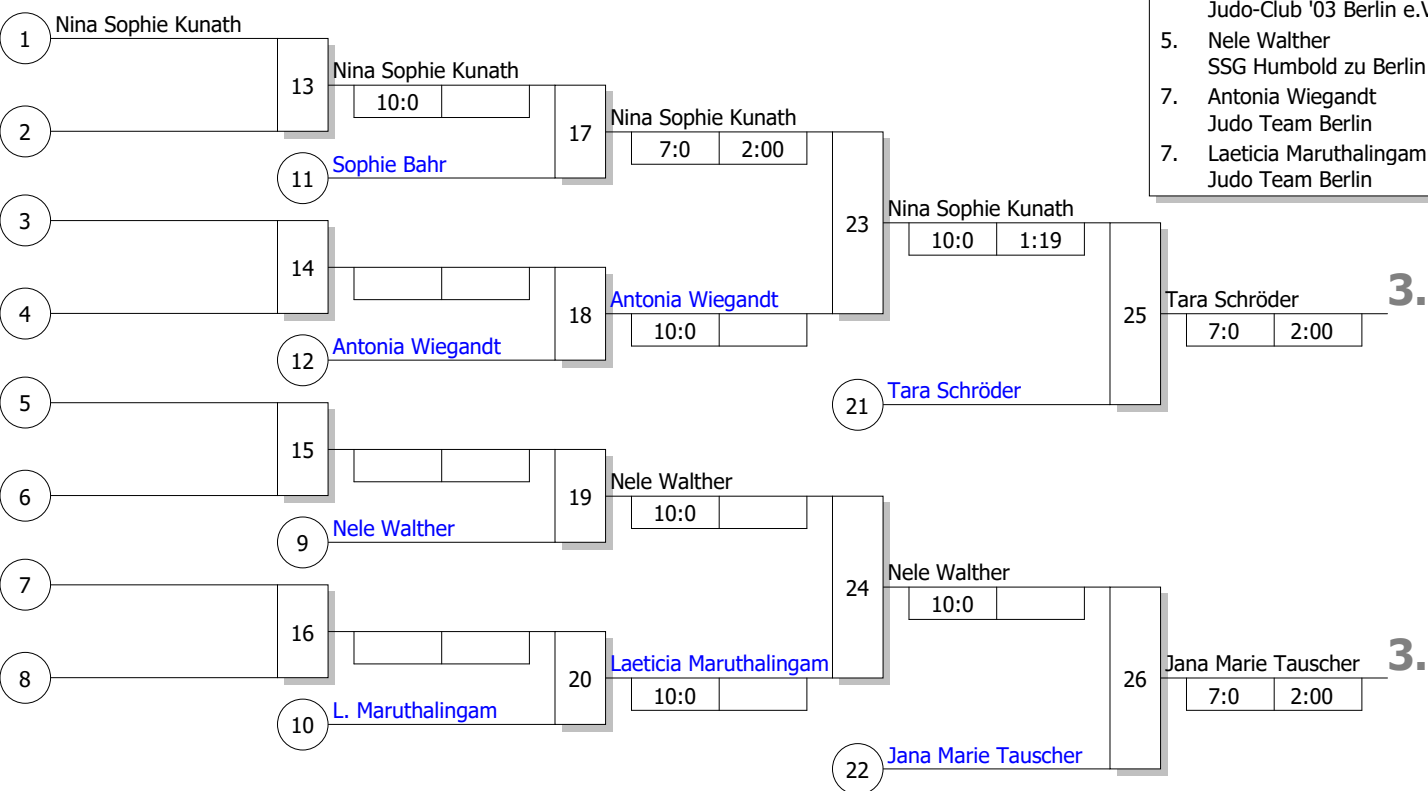 Judo-Club '03 Berlin e.V
5. Nele Walther
SSG Humbold zu Berlin
7. Antonia Wiegandt
Judo Team Berlin
7. Laeticia Maruthalingam
Judo Team Berlin
1 Nina Sophie Kunath
13 Nina Sophie Kunath
10:0
2
17 Nina Sophie Kunath
7:0 2:00
11 Sophie Bahr
3
23 Nina Sophie Kunath
10:0 1:19
14
4
18 Antonia Wiegandt
10:0
12 Antonia Wiegandt
25 Tara Schröder 3.
7:0 2:00
5
21 Tara Schröder
15
6
19 Nele Walther
10:0
9 Nele Walther
7
24 Nele Walther
10:0
16
8
20 Laeticia Maruthalingam
10:0
10 L. Maruthalingam
26 Jana Marie Tauscher 3.
7:0 2:00
22 Jana Marie Tauscher